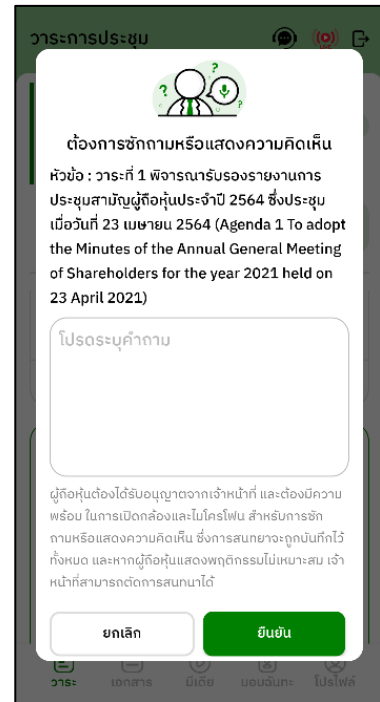 วาระการประชุม
ต้องการซักถามหรือแสดงความคิดเห็น
หัวข้อ : วาระที่ 1 พิจารณารับรองรายงานการ
ประชุมสามัญผู้ถือหุ้นประจำปี 2564 ซึ่งประชุม
เมื่อวันที่ 23 เมษายน 2564 (Agenda 1 To adopt
the Minutes of the Annual General Meeting
of Shareholders for the year 2021 held on
23 April 2021)
โปรดระบุคำถาม
ผู้ถือหุ้นต้องได้รับอนุญาตจากเจ้าหน้าที่ และต้องมีความ
พร้อม ในการเปิดกล้องและไมโครโฟน สำหรับการซัก
ถามหรือแสดงความคิดเห็น ซึ่งการสนทนาจะถูกบันทึกไว้
ทั้งหมด และหากผู้ถือหุ้นแสดงพฤติกรรมไม่เหมาะสม เจ้า
หน้าที่สามารถตัดการสนทนาได้
ยกเลิก ยืนยัน
วาระ เอกสาร มีเดีย มอบฉันทะ โปรไฟล์